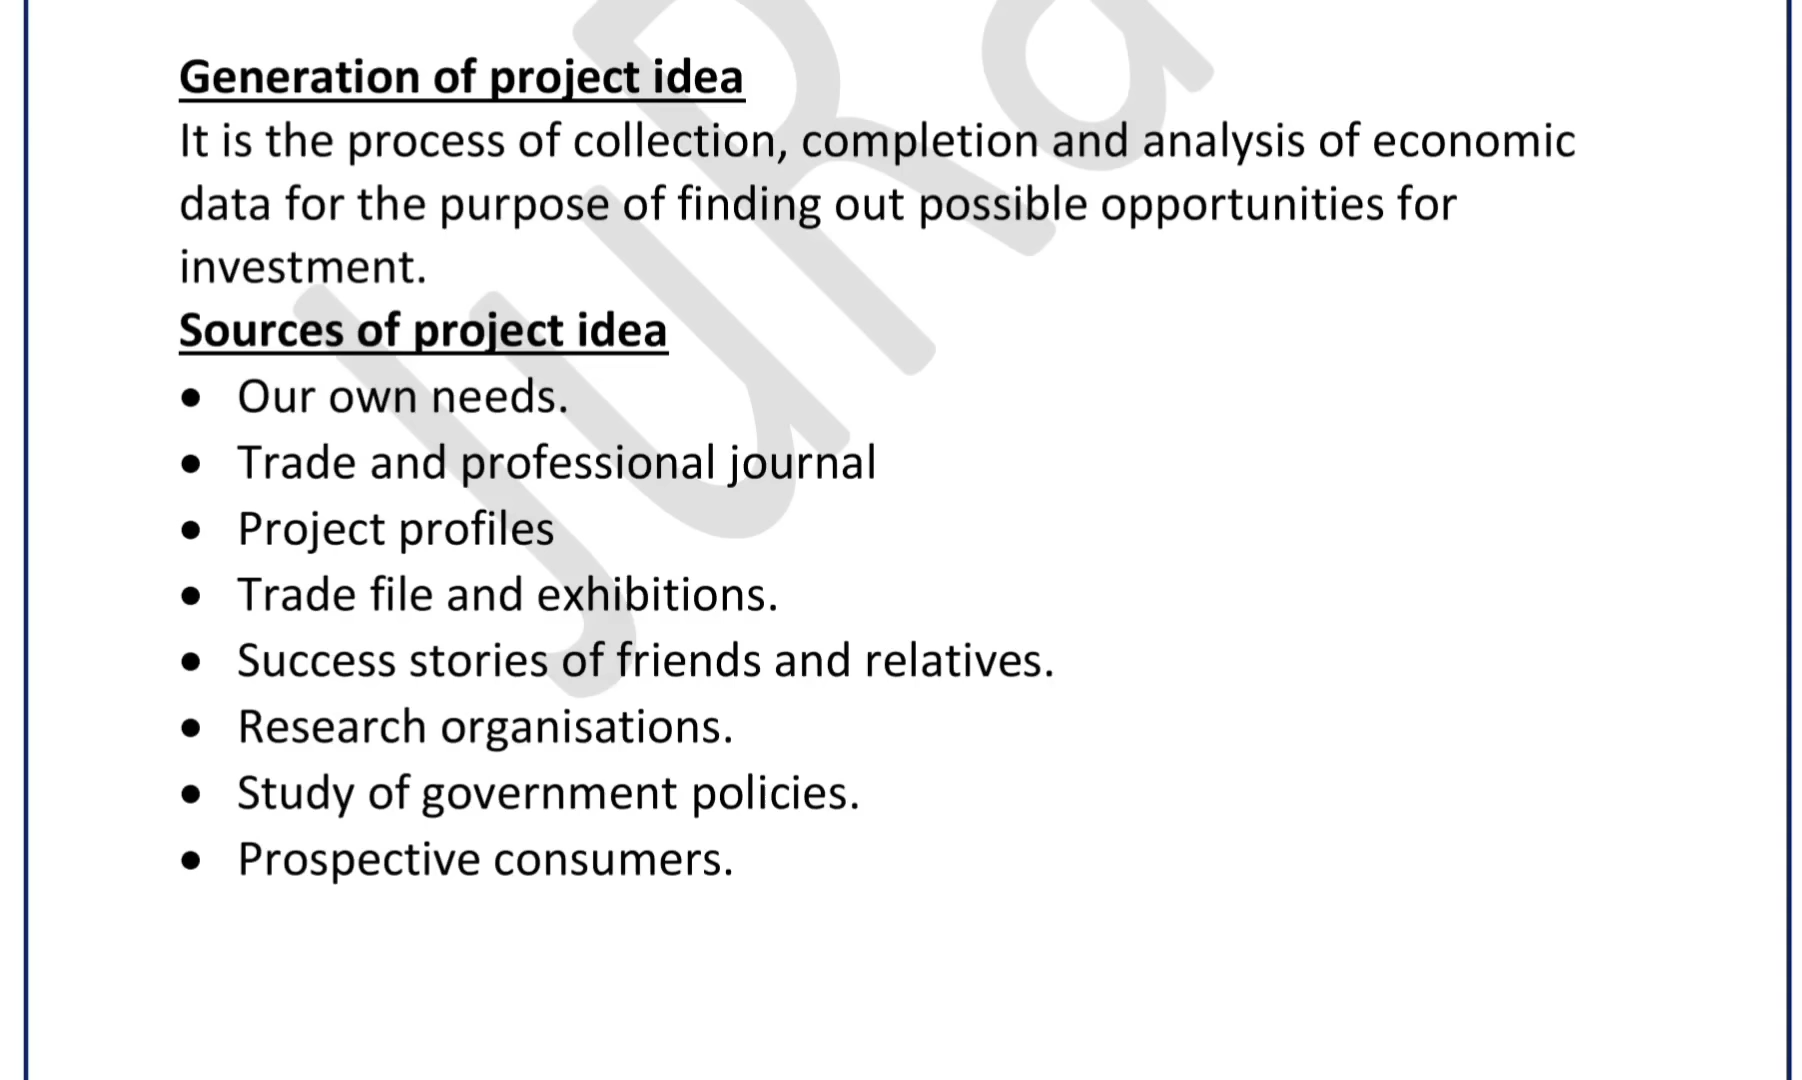 Generation of project idea
It is the process of collection, completion and analysis of economic
data for the purpose of finding out possible opportunities for
investment.
Sources of project idea
• Our own needs.
• Trade and professional journal
• Project profiles
• Trade file and exhibitions.
• Success stories of friends and relatives.
• Research organisations.
• Study of government policies.
• Prospective consumers.